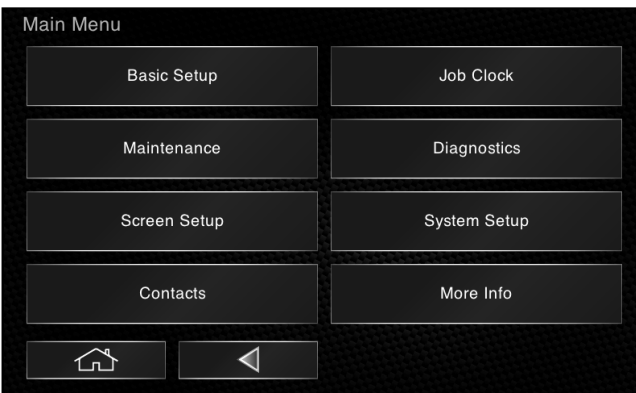 Main Menu
Basic Setup
Job Clock
Maintenance
Diagnostics
Screen Setup
System Setup
Contacts
More Info